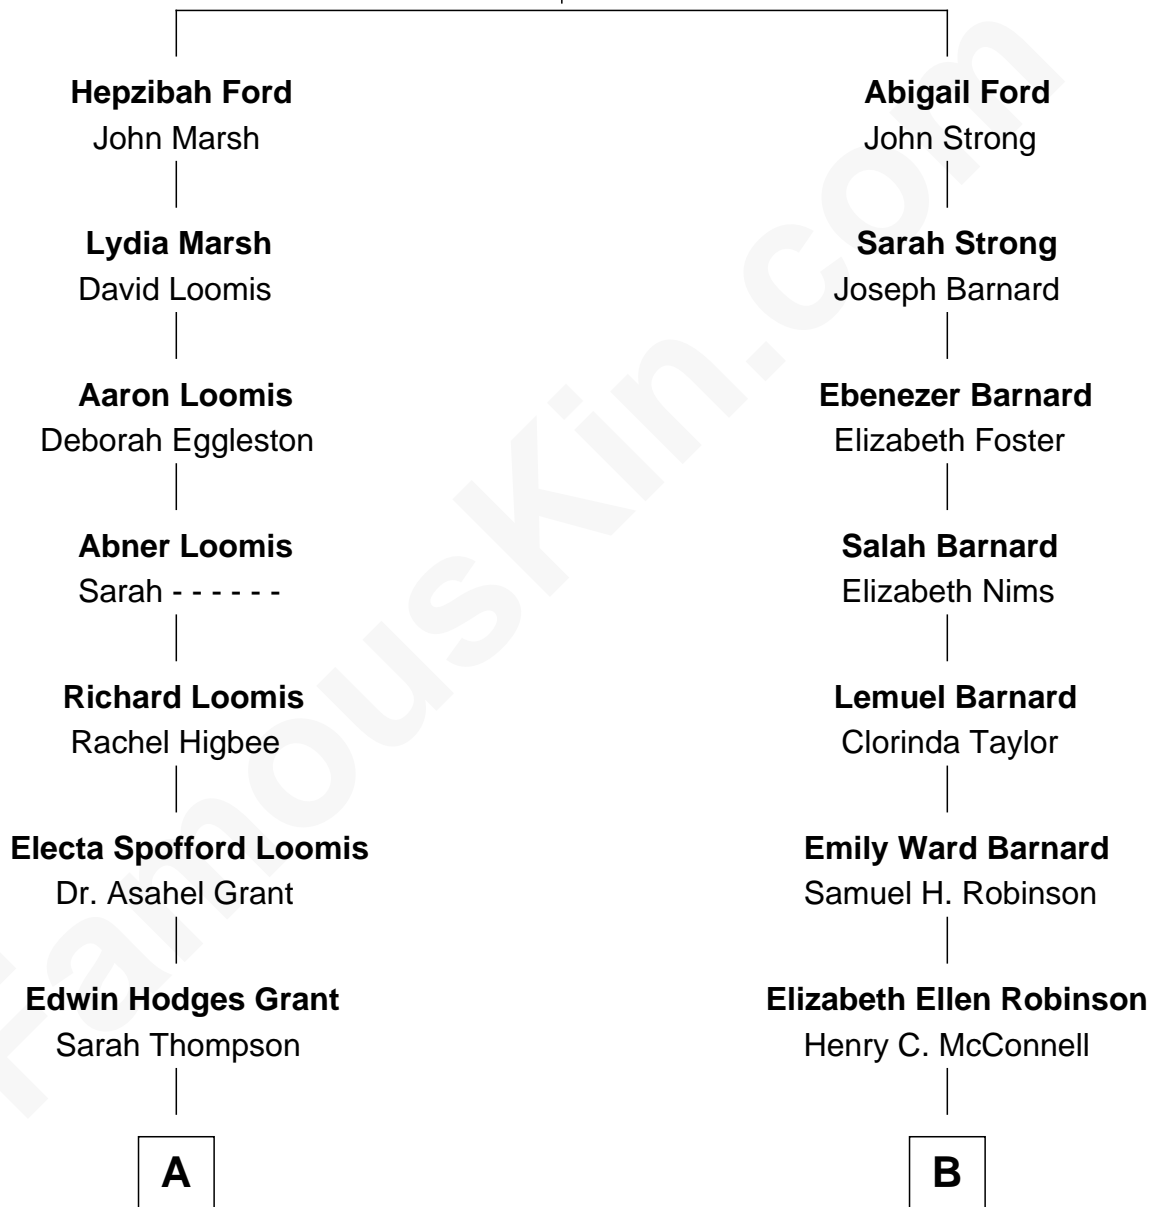 Hepzibah Ford
John Marsh
Lydia Marsh
David Loomis
Aaron Loomis
Deborah Eggleston
Abner Loomis
Sarah - - - - - -
Richard Loomis
Rachel Higbee
Electa Spofford Loomis
Dr. Asahel Grant
Edwin Hodges Grant
Sarah Thompson
A
Abigail Ford
John Strong
Sarah Strong
Joseph Barnard
Ebenezer Barnard
Elizabeth Foster
Salah Barnard
Elizabeth Nims
Lemuel Barnard
Clorinda Taylor
Emily Ward Barnard
Samuel H. Robinson
Elizabeth Ellen Robinson
Henry C. McConnell
B
FamousKin.com